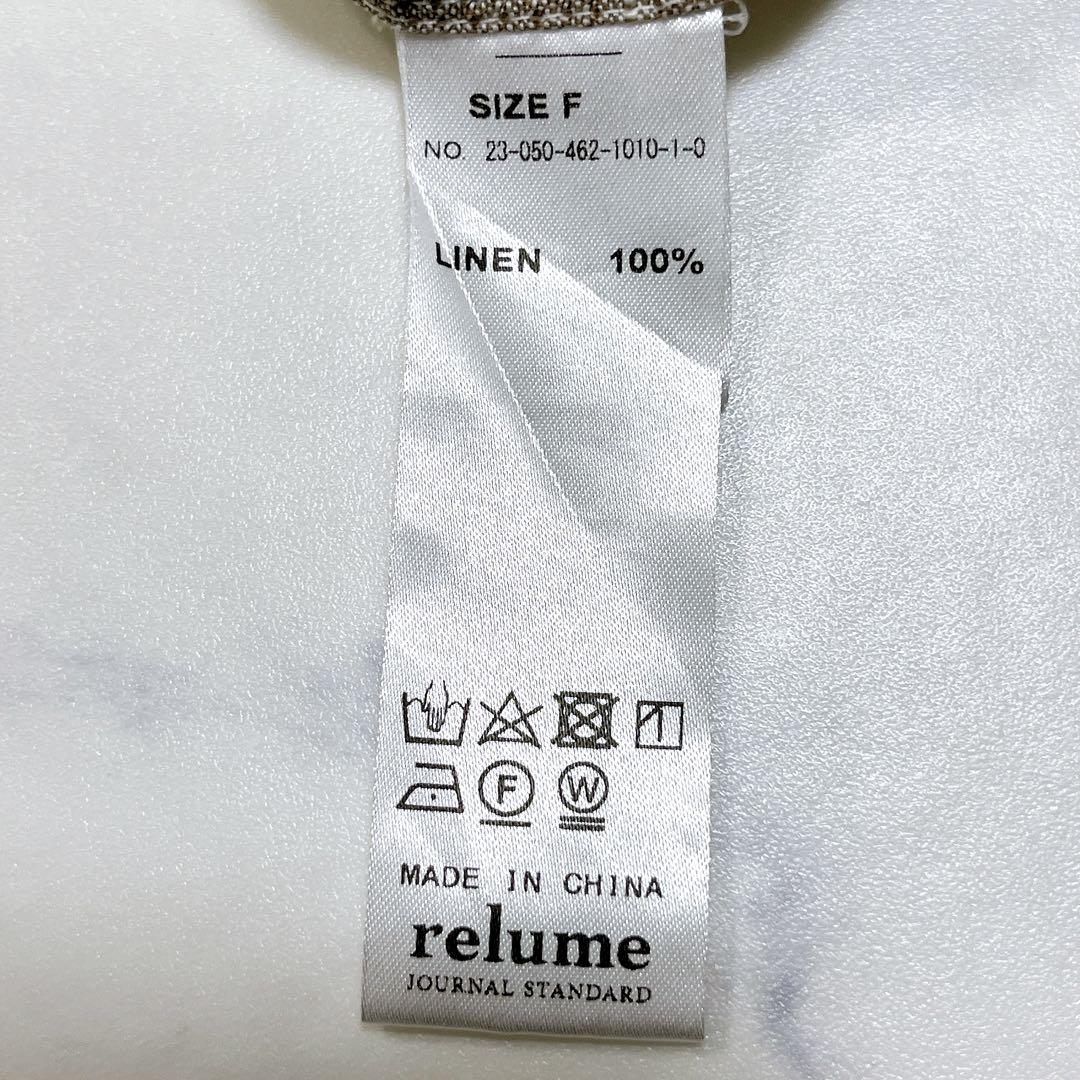 SIZE F
NO. 23-050-462-1010-1-0
LINEN 100%
F W
MADE IN CHINA
relume
JOURNAL STANDARD